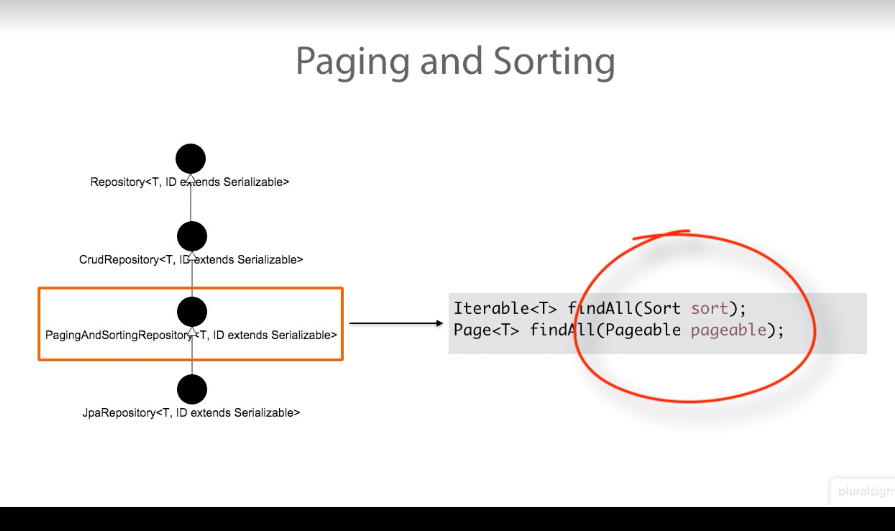 Paging and Sorting
Repository<T, ID extends Serializable>
CrudRepository<T, ID extends Serializable>
PagingAndSortingRepository<T, ID extends Serializable>
JpaRepository<T, ID extends Serializable>
Iterable<T> findAll(Sort sort);
Page<T> findAll(Pageable pageable);
pluralsight